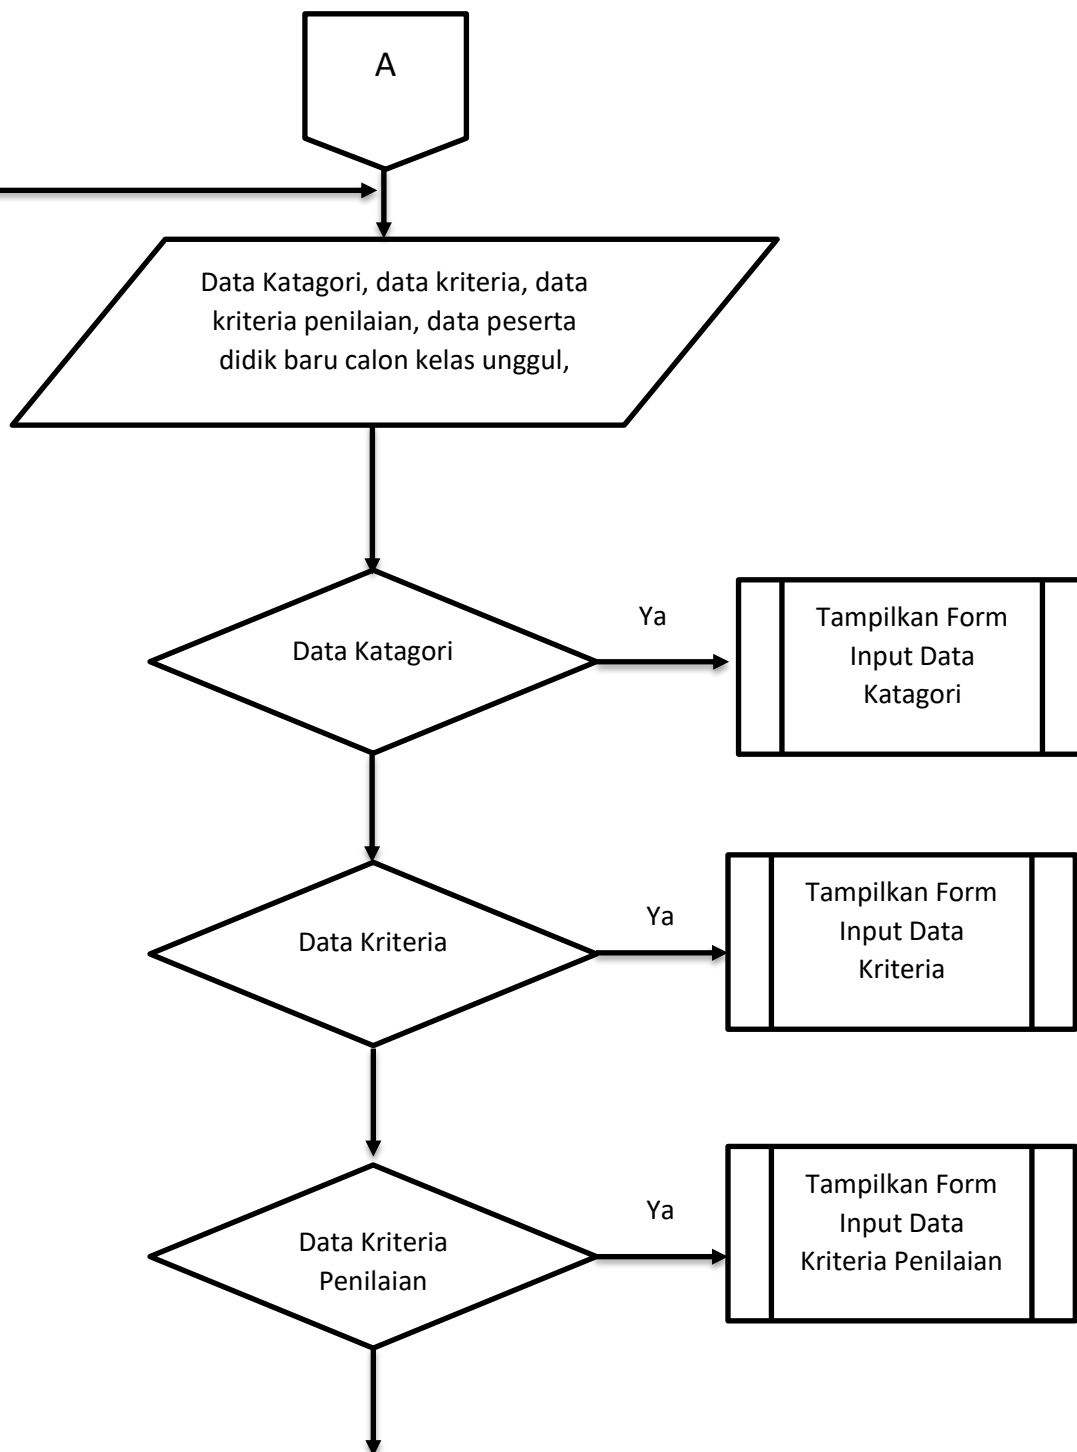 A
Data Katagori, data kriteria, data
kriteria penilaian, data peserta
didik baru calon kelas unggul,
Data Katagori
Ya
Tampilkan Form
Input Data
Katagori
Data Kriteria
Ya
Tampilkan Form
Input Data
Kriteria
Data Kriteria
Penilaian
Ya
Tampilkan Form
Input Data
Kriteria Penilaian